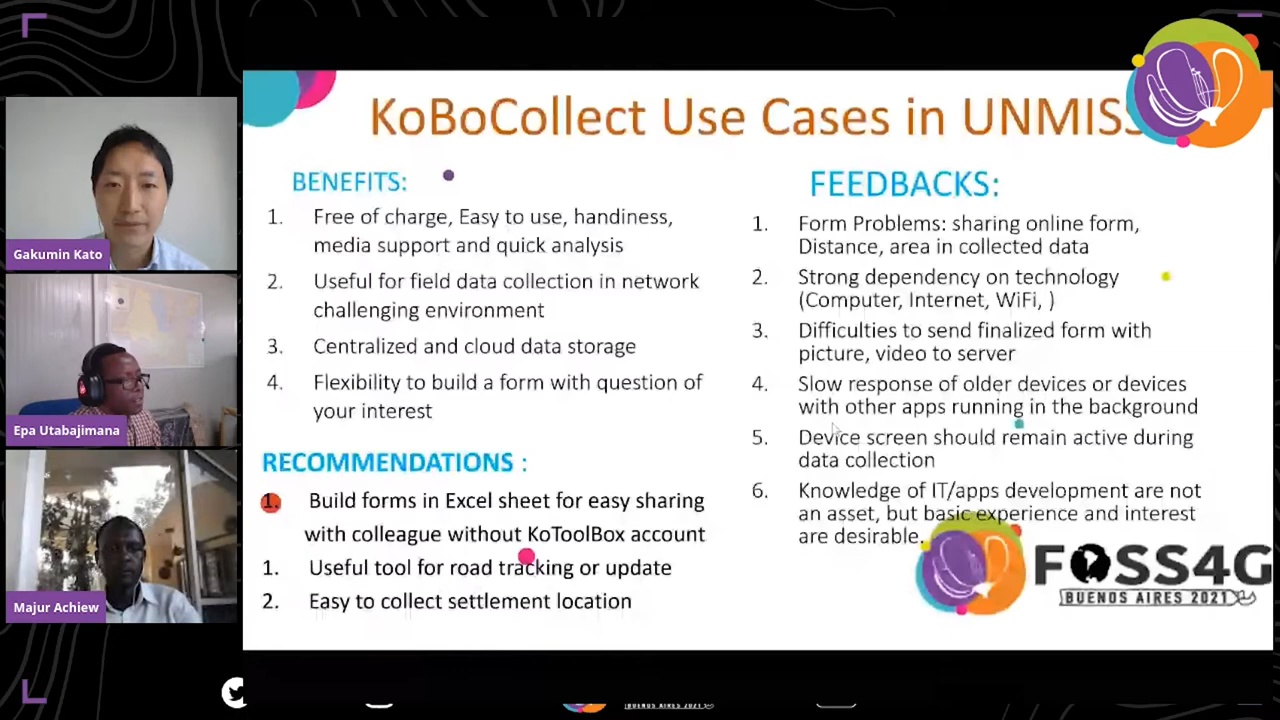 KoBoCollect Use Cases in UNMISS
Gakumin Kato
Epa Utabajimana
Majur Achiew
BENEFITS:
1. Free of charge, Easy to use, handiness,
media support and quick analysis
2. Useful for field data collection in network
challenging environment
3. Centralized and cloud data storage
4. Flexibility to build a form with question of
your interest
RECOMMENDATIONS :
1. Build forms in Excel sheet for easy sharing
with colleague without KoToolBox account
1. Useful tool for road tracking or update
2. Easy to collect settlement location
FEEDBACKS:
1. Form Problems: sharing online form,
Distance, area in collected data
2. Strong dependency on technology
(Computer, Internet, WiFi, )
3. Difficulties to send finalized form with
picture, video to server
4. Slow response of older devices or devices
with other apps running in the background
5. Device screen should remain active during
data collection
6. Knowledge of IT/apps development are not
an asset, but basic experience and interest
are desirable.
FOSS4G
BUENOS AIRES 2021
BUENOS AIRES 2021